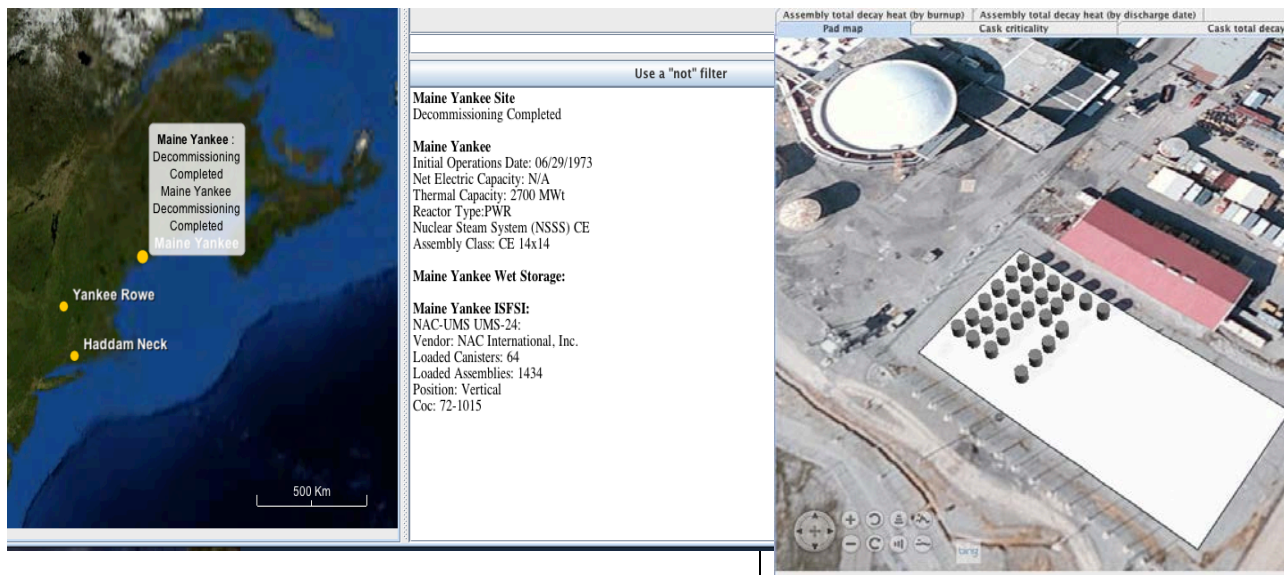 Maine Yankee :
Decommissioning
Completed
Maine Yankee
Decommissioning
Completed
Maine Yankee
Yankee Rowe
Haddam Neck
500 Km
Use a "not" filter
Maine Yankee Site
Decommissioning Completed
Maine Yankee
Initial Operations Date: 06/29/1973
Net Electric Capacity: N/A
Thermal Capacity: 2700 MWt
Reactor Type:PWR
Nuclear Steam System (NSSS) CE
Assembly Class: CE 14x14
Maine Yankee Wet Storage:
Maine Yankee ISFSI:
NAC-UMS UMS-24:
Vendor: NAC International, Inc.
Loaded Canisters: 64
Loaded Assemblies: 1434
Position: Vertical
Coc: 72-1015
Assembly total decay heat (by burnup) Assembly total decay heat (by discharge date)
Pad map Cask criticality Cask total decay
bing